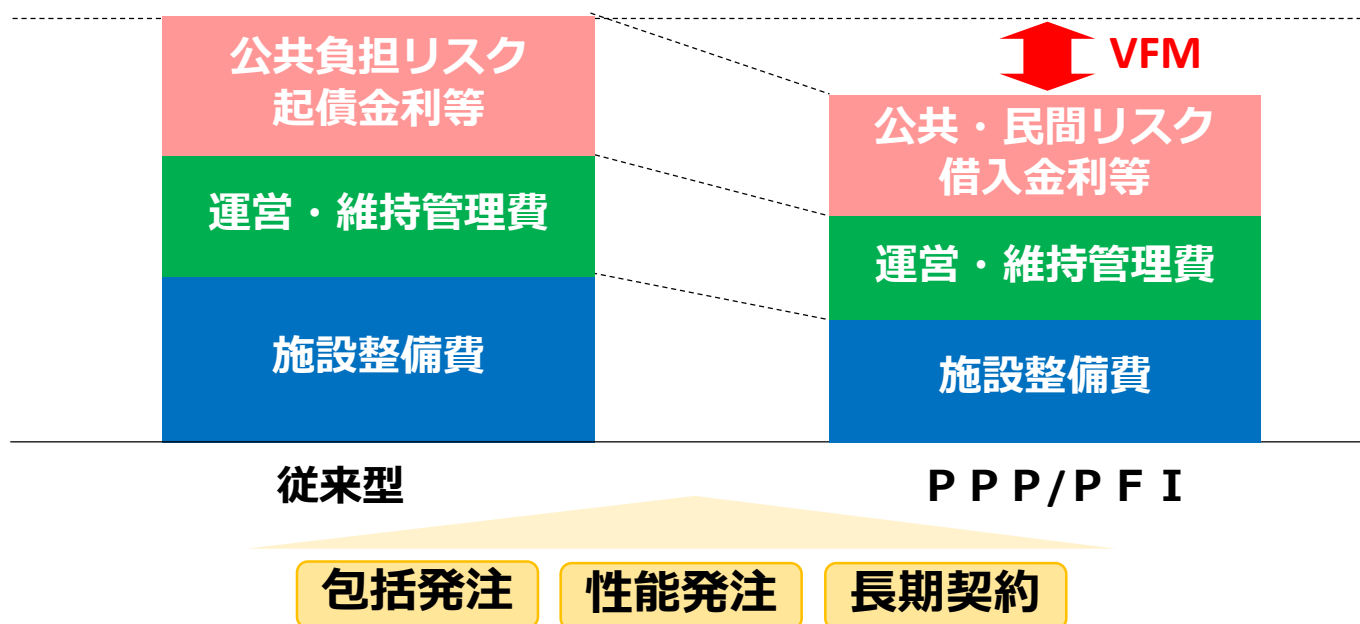 公共負担リスク
起債金利等
運営・維持管理費
施設整備費
従来型
VFM
公共・民間リスク
借入金利等
運営・維持管理費
施設整備費
ＰＰＰ/ＰＦＩ
包括発注
性能発注
長期契約